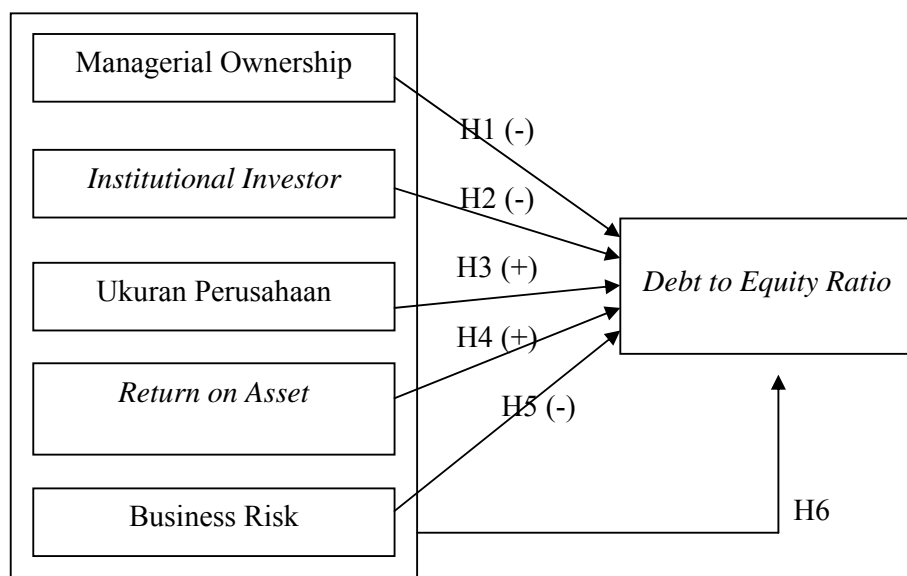 Managerial Ownership
H1 (-)
Institutional Investor
H2 (-)
Ukuran Perusahaan
H3 (+)
Debt to Equity Ratio
H4 (+)
Return on Asset
H5 (-)
Business Risk
H6